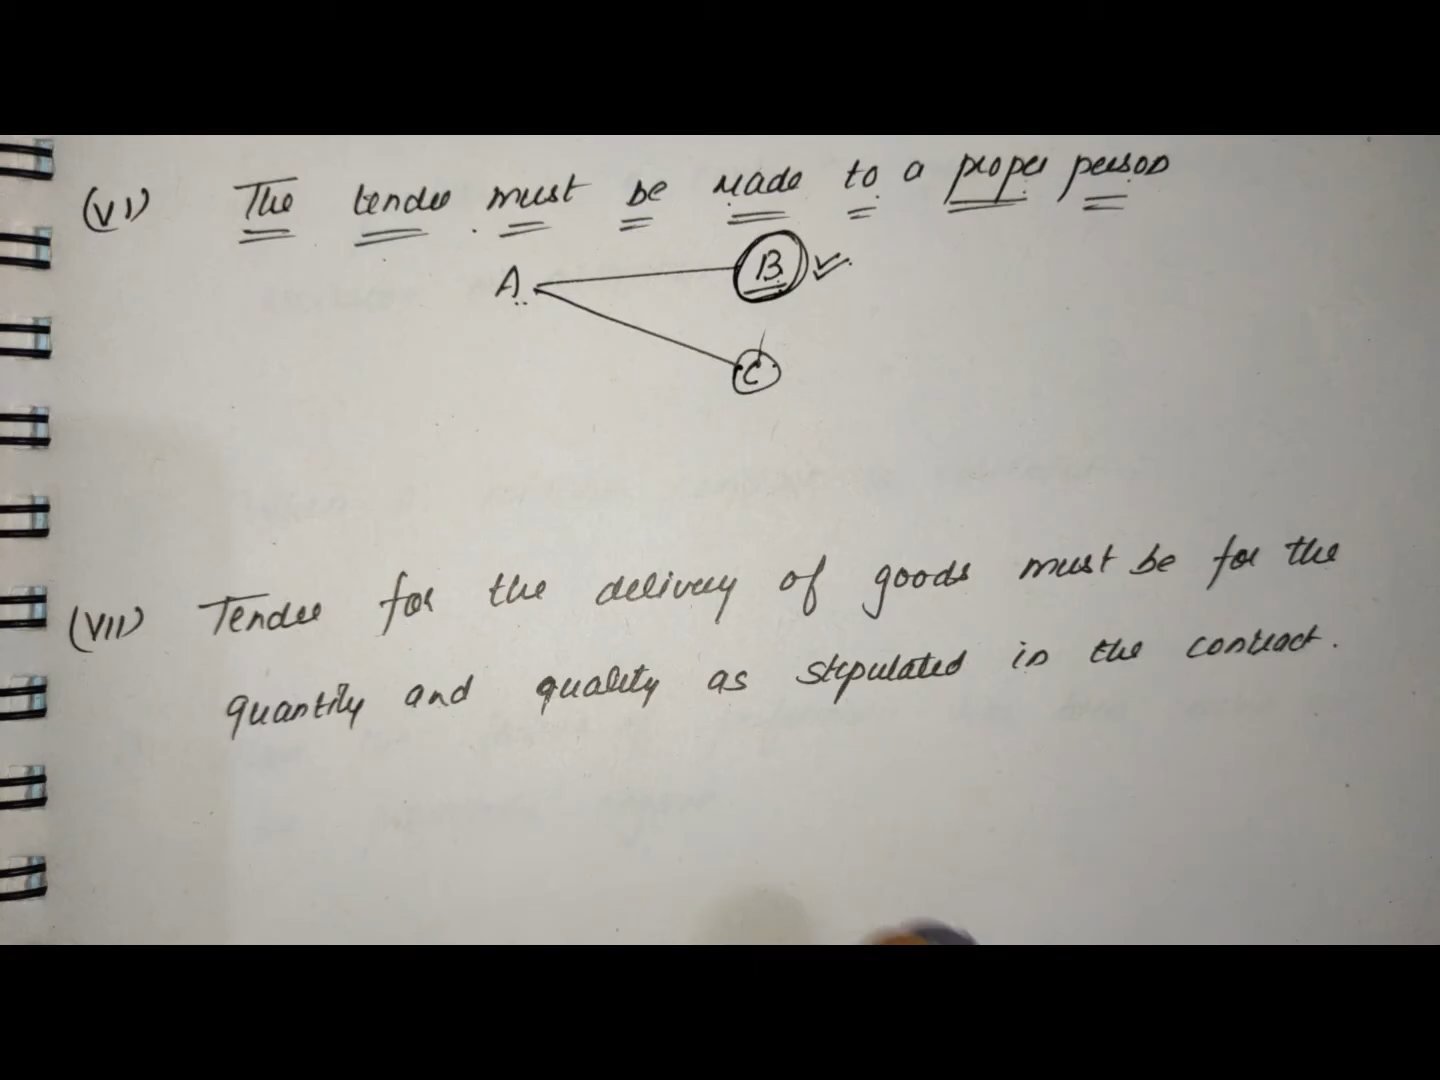 (VI) The tender must be made to a proper person
A B
C
(VII) Tender for the delivery of goods must be for the
quantity and quality as stipulated in the contract.